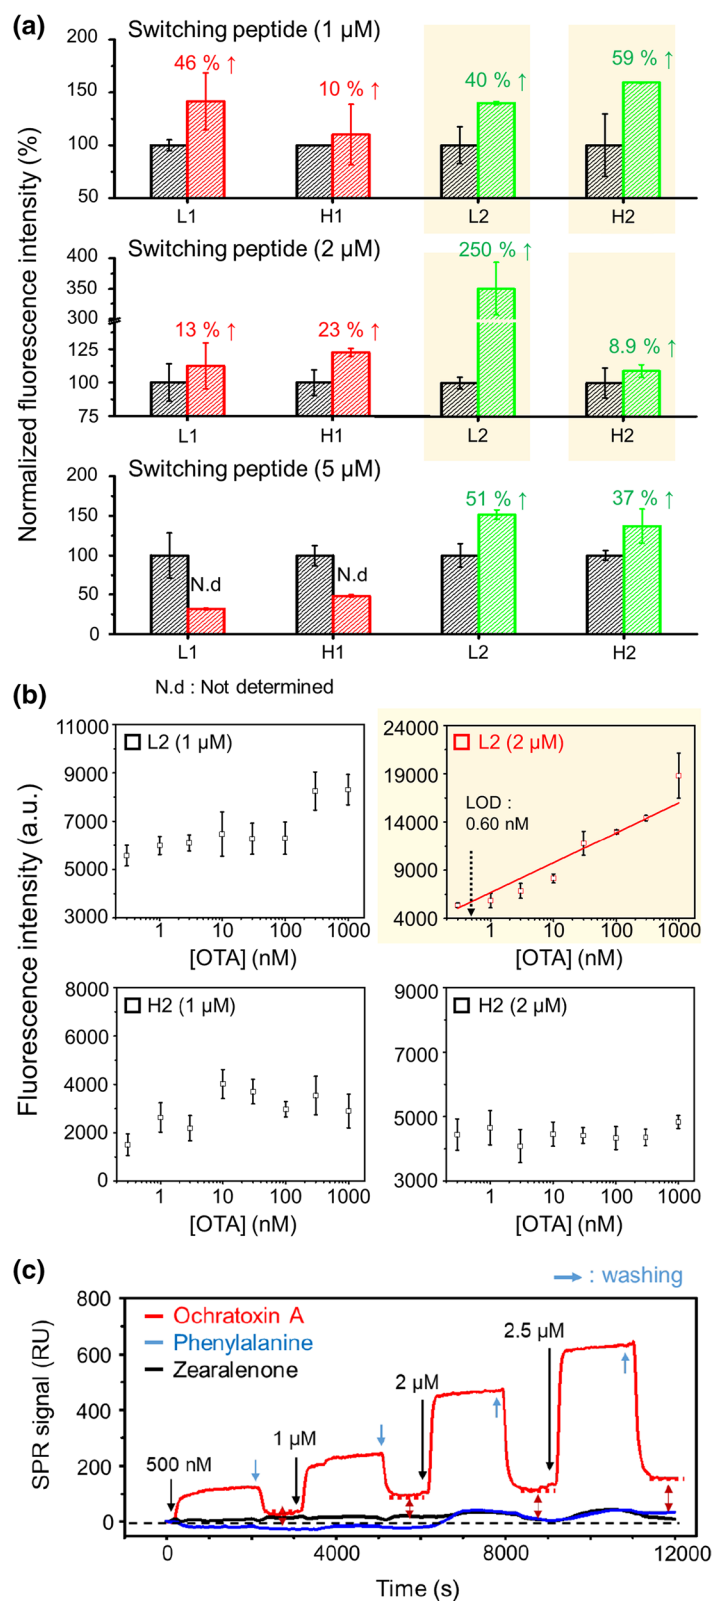 (a)
Switching peptide (1 µM)
200
150
100
50
46 % ↑
10 % ↑
40 % ↑
59 % ↑
L1
H1
L2
H2
Switching peptide (2 µM)
400
350
300
125
100
75
13 % ↑
23 % ↑
250 % ↑
8.9 % ↑
L1
H1
L2
H2
Switching peptide (5 µM)
200
150
100
50
0
N.d
N.d
51 % ↑
37 % ↑
L1
H1
L2
H2
Normalized fluorescence intensity (%)
N.d : Not determined
(b)
Fluorescence intensity (a.u.)
L2 (1 µM)
11000
9000
7000
5000
3000
1
10
100
1000
[OTA] (nM)
L2 (2 µM)
LOD :
0.60 nM
24000
19000
14000
9000
4000
1
10
100
1000
[OTA] (nM)
H2 (1 µM)
8000
6000
4000
2000
0
1
10
100
1000
[OTA] (nM)
H2 (2 µM)
9000
7000
5000
3000
1
10
100
1000
[OTA] (nM)
(c)
→ : washing
SPR signal (RU)
800
600
400
200
0
Ochratoxin A
Phenylalanine
Zearalenone
500 nM
1 µM
2 µM
2.5 µM
0
4000
8000
12000
Time (s)